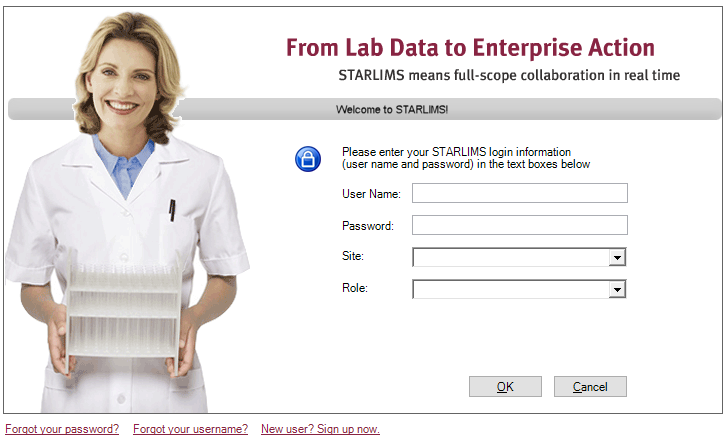 From Lab Data to Enterprise Action
STARLIMS means full-scope collaboration in real time
Welcome to STARLIMS!
Please enter your STARLIMS login information
(user name and password) in the text boxes below
User Name:
Password:
Site:
Role:
OK Cancel
Forgot your password? Forgot your username? New user? Sign up now.